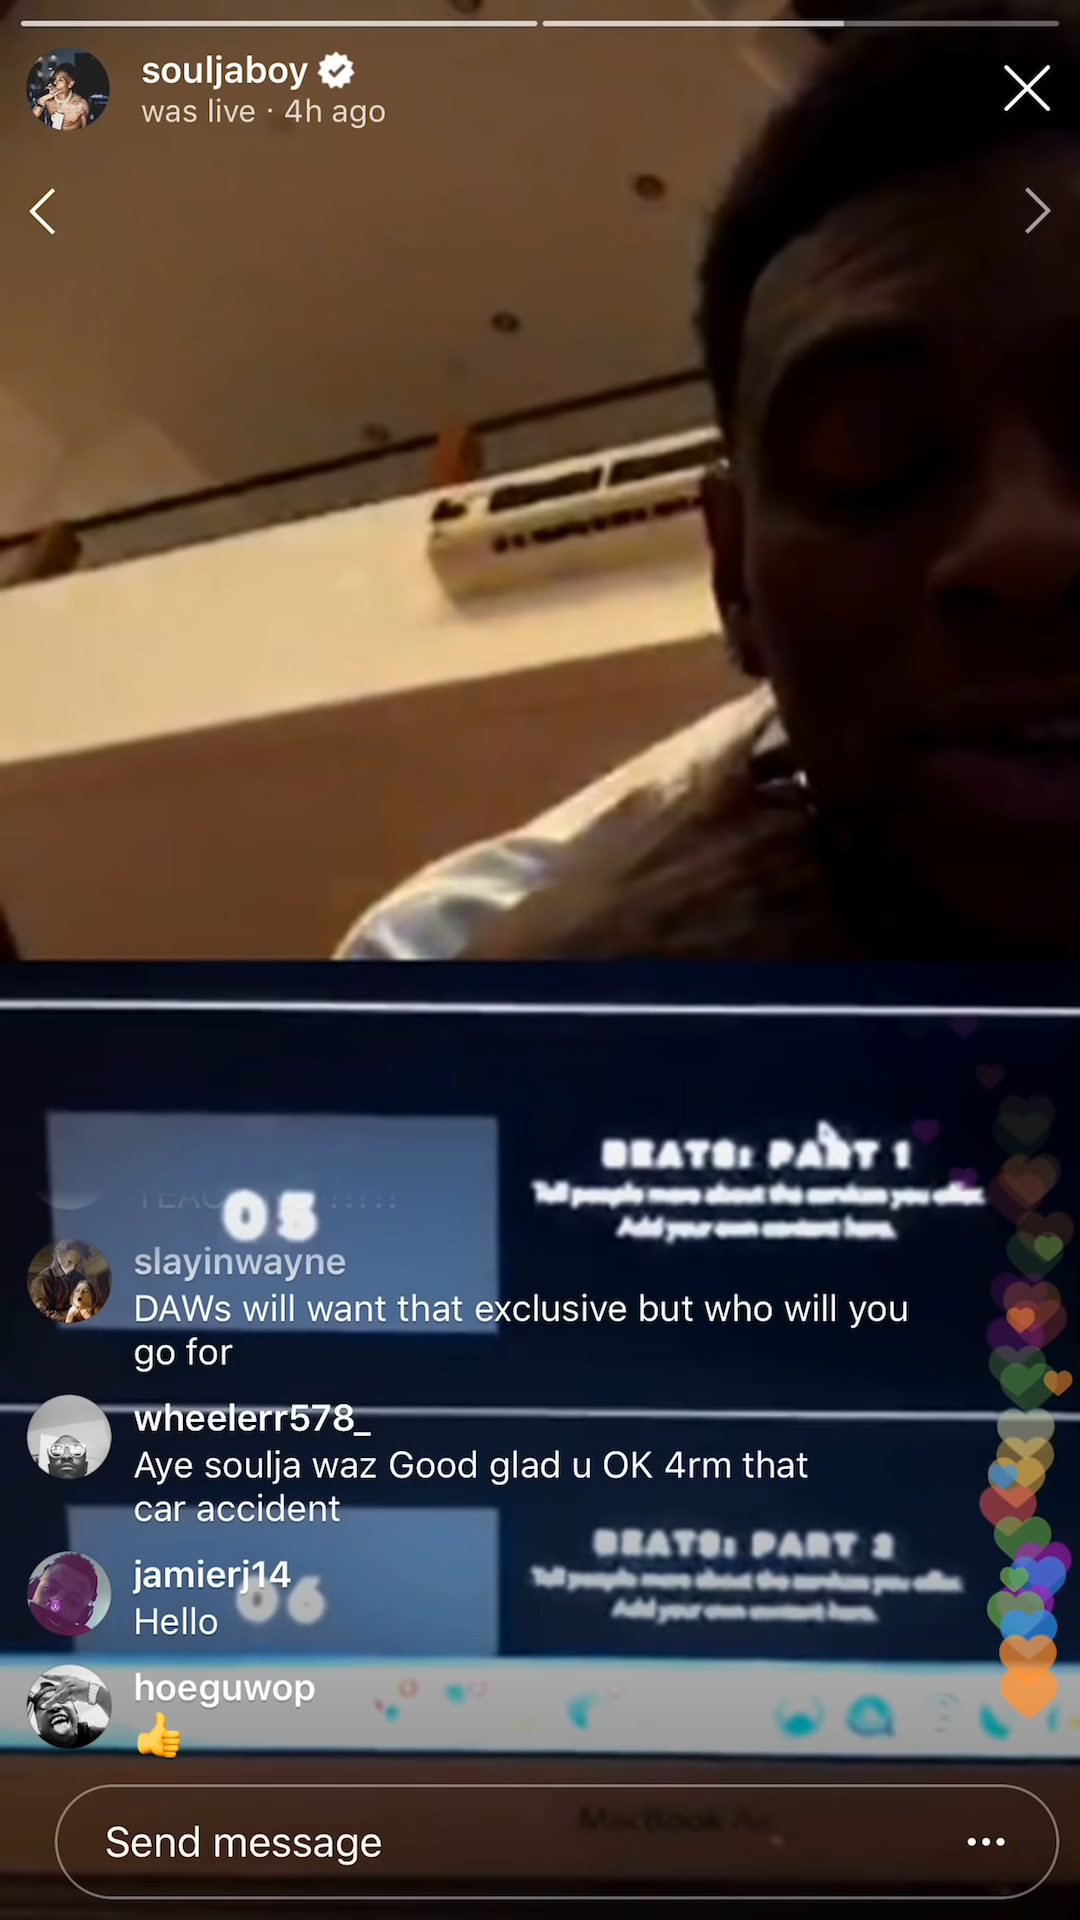 souljaboy
was live · 4h ago
BEATS: PART 1
Tell people more about the services you offer.
Add your own content here.
05
slayinwayne
DAWs will want that exclusive but who will you
go for
wheelerr578_
Aye soulja waz Good glad u OK 4rm that
car accident
BEATS: PART 2
Tell people more about the services you offer.
Add your own content here.
jamierj14
06
Hello
hoeguwop
👍
MacBook
Send message